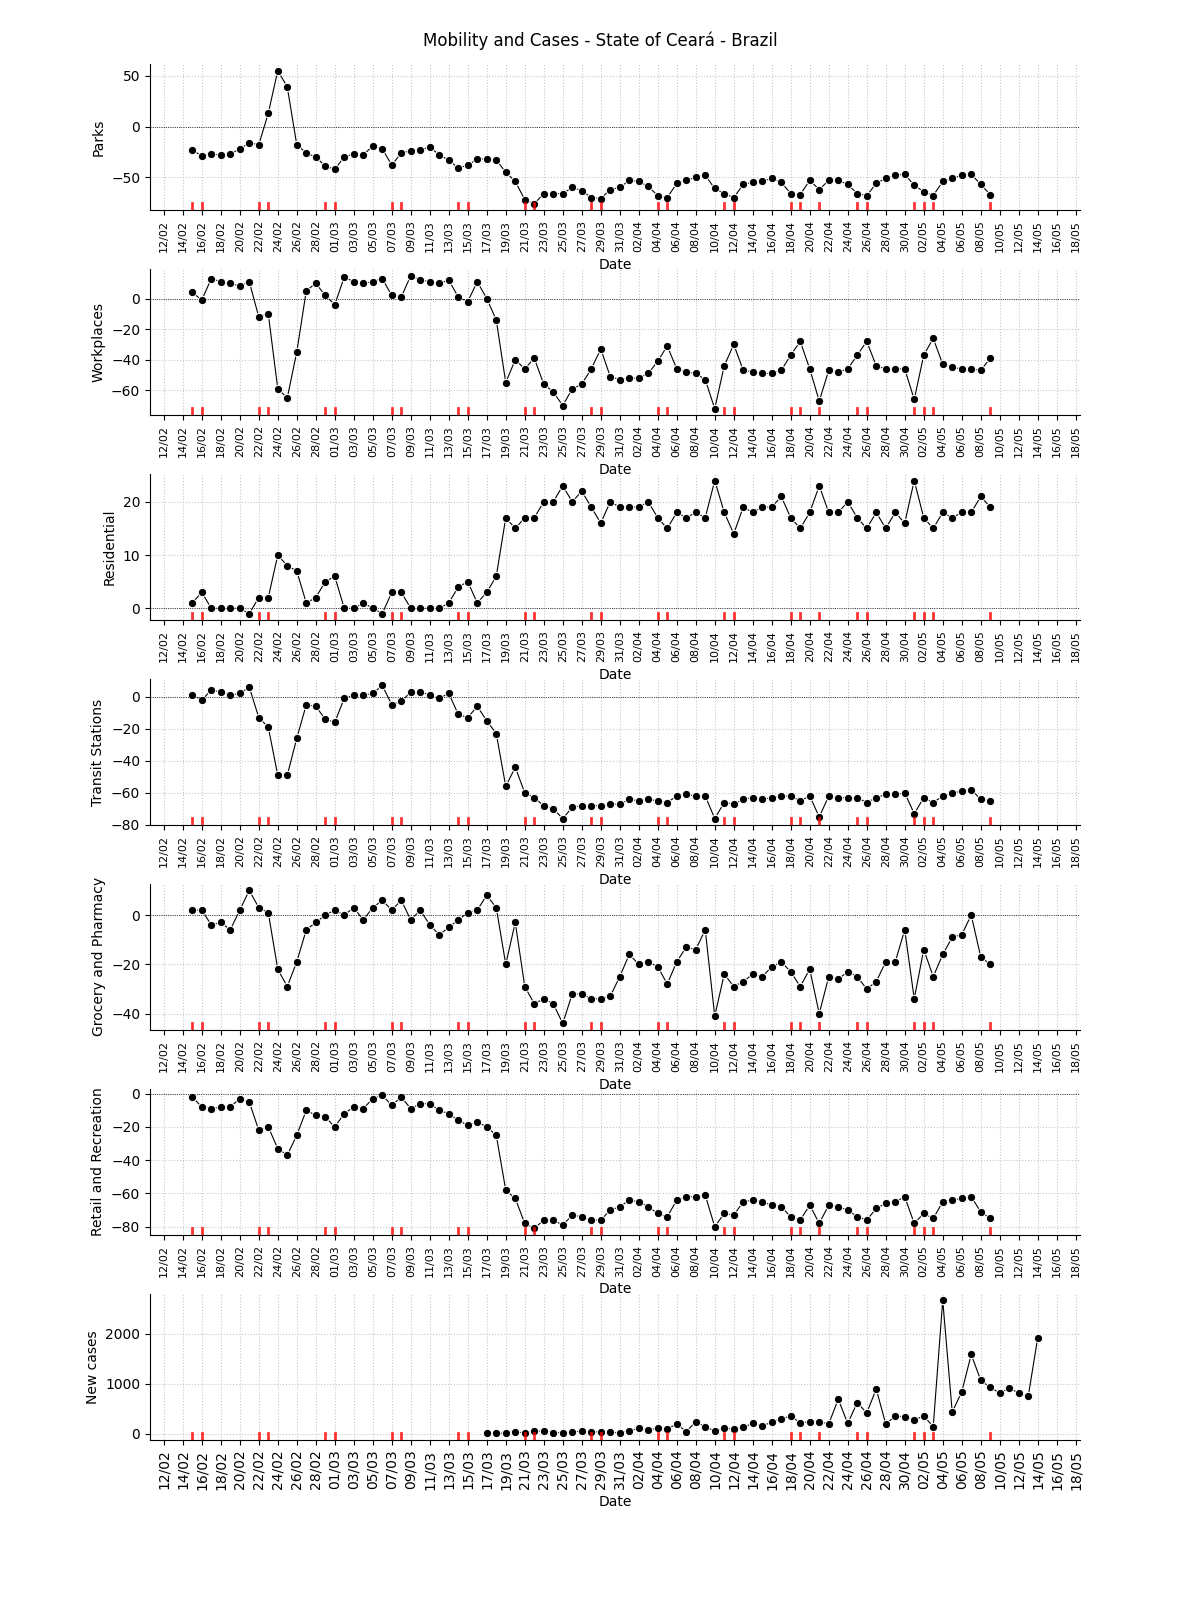 Mobility and Cases - State of Ceará - Brazil
Parks
50
0
−50
12/02 14/02 16/02 18/02 20/02 22/02 24/02 26/02 28/02 01/03 03/03 05/03 07/03 09/03 11/03 13/03 15/03 17/03 19/03 21/03 23/03 25/03 27/03 29/03 31/03 02/04 04/04 06/04 08/04 10/04 12/04 14/04 16/04 18/04 20/04 22/04 24/04 26/04 28/04 30/04 02/05 04/05 06/05 08/05 10/05 12/05 14/05 16/05 18/05
Date
Workplaces
0
−20
−40
−60
12/02 14/02 16/02 18/02 20/02 22/02 24/02 26/02 28/02 01/03 03/03 05/03 07/03 09/03 11/03 13/03 15/03 17/03 19/03 21/03 23/03 25/03 27/03 29/03 31/03 02/04 04/04 06/04 08/04 10/04 12/04 14/04 16/04 18/04 20/04 22/04 24/04 26/04 28/04 30/04 02/05 04/05 06/05 08/05 10/05 12/05 14/05 16/05 18/05
Date
Residential
20
10
0
12/02 14/02 16/02 18/02 20/02 22/02 24/02 26/02 28/02 01/03 03/03 05/03 07/03 09/03 11/03 13/03 15/03 17/03 19/03 21/03 23/03 25/03 27/03 29/03 31/03 02/04 04/04 06/04 08/04 10/04 12/04 14/04 16/04 18/04 20/04 22/04 24/04 26/04 28/04 30/04 02/05 04/05 06/05 08/05 10/05 12/05 14/05 16/05 18/05
Date
Transit Stations
0
−20
−40
−60
−80
12/02 14/02 16/02 18/02 20/02 22/02 24/02 26/02 28/02 01/03 03/03 05/03 07/03 09/03 11/03 13/03 15/03 17/03 19/03 21/03 23/03 25/03 27/03 29/03 31/03 02/04 04/04 06/04 08/04 10/04 12/04 14/04 16/04 18/04 20/04 22/04 24/04 26/04 28/04 30/04 02/05 04/05 06/05 08/05 10/05 12/05 14/05 16/05 18/05
Date
Grocery and Pharmacy
0
−20
−40
12/02 14/02 16/02 18/02 20/02 22/02 24/02 26/02 28/02 01/03 03/03 05/03 07/03 09/03 11/03 13/03 15/03 17/03 19/03 21/03 23/03 25/03 27/03 29/03 31/03 02/04 04/04 06/04 08/04 10/04 12/04 14/04 16/04 18/04 20/04 22/04 24/04 26/04 28/04 30/04 02/05 04/05 06/05 08/05 10/05 12/05 14/05 16/05 18/05
Date
Retail and Recreation
0
−20
−40
−60
−80
12/02 14/02 16/02 18/02 20/02 22/02 24/02 26/02 28/02 01/03 03/03 05/03 07/03 09/03 11/03 13/03 15/03 17/03 19/03 21/03 23/03 25/03 27/03 29/03 31/03 02/04 04/04 06/04 08/04 10/04 12/04 14/04 16/04 18/04 20/04 22/04 24/04 26/04 28/04 30/04 02/05 04/05 06/05 08/05 10/05 12/05 14/05 16/05 18/05
Date
New cases
2000
1000
0
12/02 14/02 16/02 18/02 20/02 22/02 24/02 26/02 28/02 01/03 03/03 05/03 07/03 09/03 11/03 13/03 15/03 17/03 19/03 21/03 23/03 25/03 27/03 29/03 31/03 02/04 04/04 06/04 08/04 10/04 12/04 14/04 16/04 18/04 20/04 22/04 24/04 26/04 28/04 30/04 02/05 04/05 06/05 08/05 10/05 12/05 14/05 16/05 18/05
Date